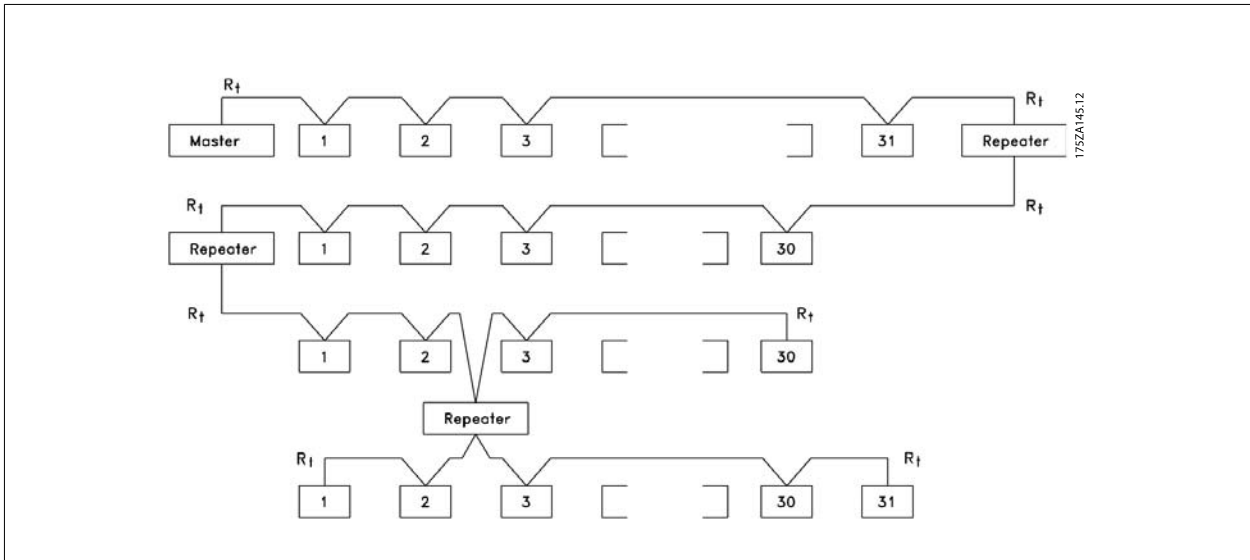 Rt Rt
Master 1 2 3 31 Repeater
175ZA145.12
Rt Rt
Repeater 1 2 3 30
Rt Rt
1 2 3 30
Repeater
Rt Rt
1 2 3 30 31